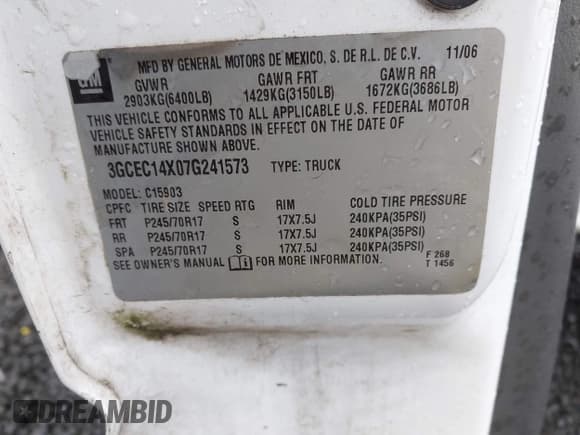 GM
MFD BY GENERAL MOTORS DE MEXICO, S. DE R.L. DE C.V. 11/06
GVWR GAWR FRT GAWR RR
2903KG(6400LB) 1429KG(3150LB) 1672KG(3686LB)
THIS VEHICLE CONFORMS TO ALL APPLICABLE U.S. FEDERAL MOTOR
VEHICLE SAFETY STANDARDS IN EFFECT ON THE DATE OF
MANUFACTURE SHOWN ABOVE.
3GCEC14X07G241573 TYPE: TRUCK
MODEL: C15903
CPFC TIRE SIZE SPEED RTG RIM COLD TIRE PRESSURE
FRT P245/70R17 S 17X7.5J 240KPA(35PSI)
RR P245/70R17 S 17X7.5J 240KPA(35PSI)
SPA P245/70R17 S 17X7.5J 240KPA(35PSI)
SEE OWNER'S MANUAL FOR MORE INFORMATION.
F 268
T 1456
DREAMBID